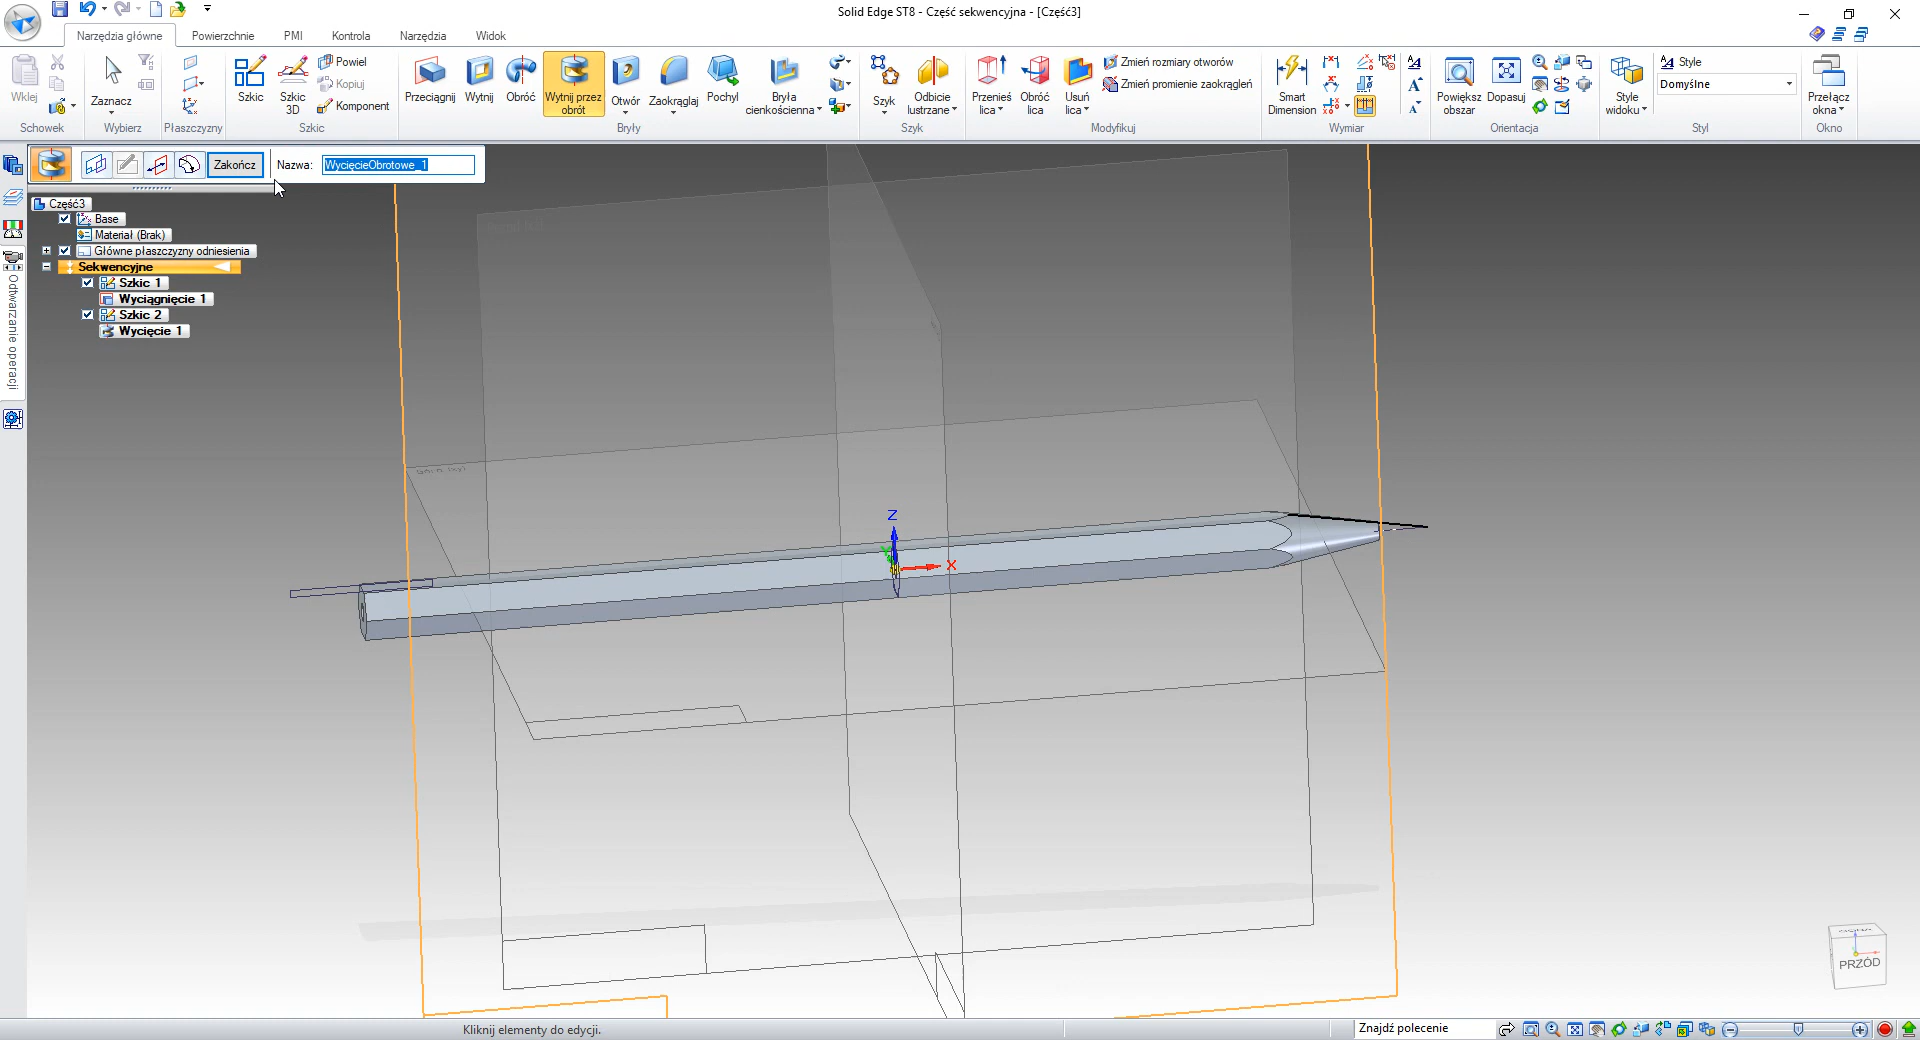 Solid Edge ST8 - Część sekwencyjna - [Część3]
Narzędzia główne
Powierzchnie
PMI
Kontrola
Narzędzia
Widok
Wklej
Schowek
Zaznacz
Wybierz
Płaszczyzny
Szkic
Szkic 3D
Powiel
Kopiuj
Komponent
Szkic
Przeciągnij
Wytnij
Obróć
Wytnij przez obrót
Otwór
Zaokrąglaj
Pochyl
Bryła cienkościenna
Bryły
Szyk
Odbicie lustrzane
Szyk
Przenieś lica
Obróć lica
Usuń lica
Zmień rozmiary otworów
Zmień promienie zaokrągleń
Modyfikuj
Smart Dimension
Wymiar
Powiększ obszar
Dopasuj
Orientacja
Style widoku
Style
Domyślne
Styl
Przełącz okna
Okno
Zakończ
Nazwa:
WycięcieObrotowe_1
Część3
Base
Materiał (Brak)
Główne płaszczyzny odniesienia
Sekwencyjne
Szkic 1
Wyciągnięcie 1
Szkic 2
Wycięcie 1
Odtwarzanie operacji
Z
Y
X
GÓRA
PRZÓD
Kliknij elementy do edycji.
Znajdź polecenie